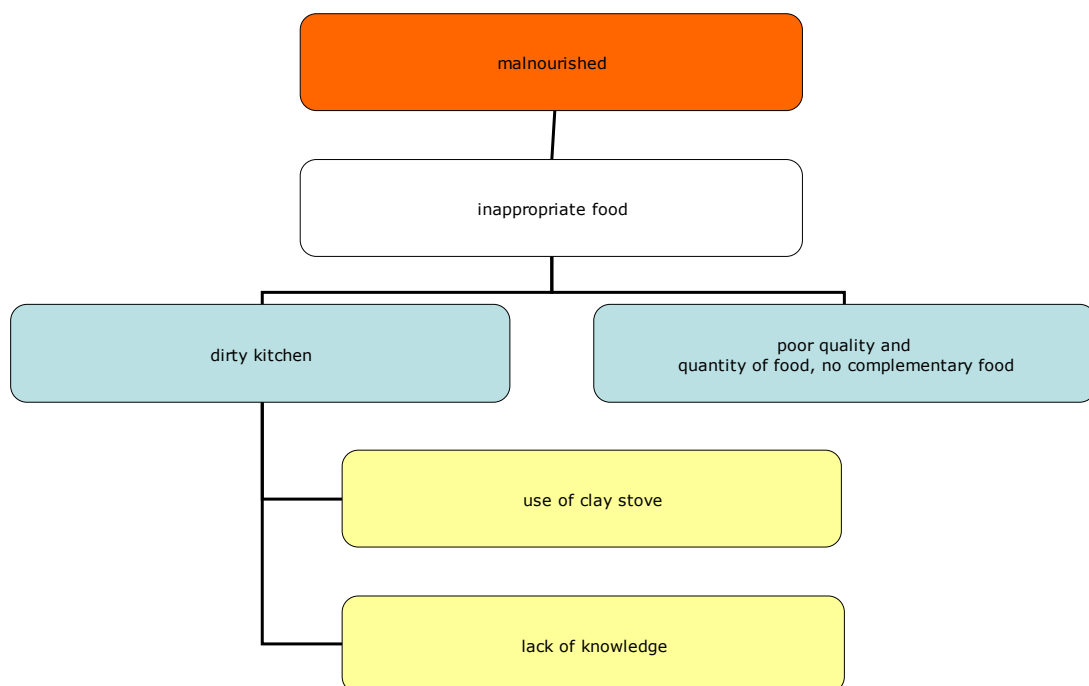 malnourished
inappropriate food
dirty kitchen
poor quality and
quantity of food, no complementary food
use of clay stove
lack of knowledge